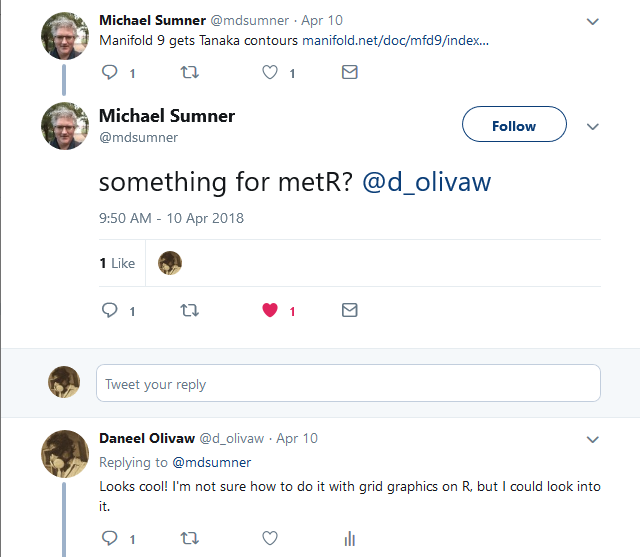 Michael Sumner @mdsumner · Apr 10
Manifold 9 gets Tanaka contours manifold.net/doc/mfd9/index...
1 1
Michael Sumner
@mdsumner
Follow
something for metR? @d_olivaw
9:50 AM - 10 Apr 2018
1 Like
1 1
Tweet your reply
Daneel Olivaw @d_olivaw · Apr 10
Replying to @mdsumner
Looks cool! I'm not sure how to do it with grid graphics on R, but I could look into
it.
1